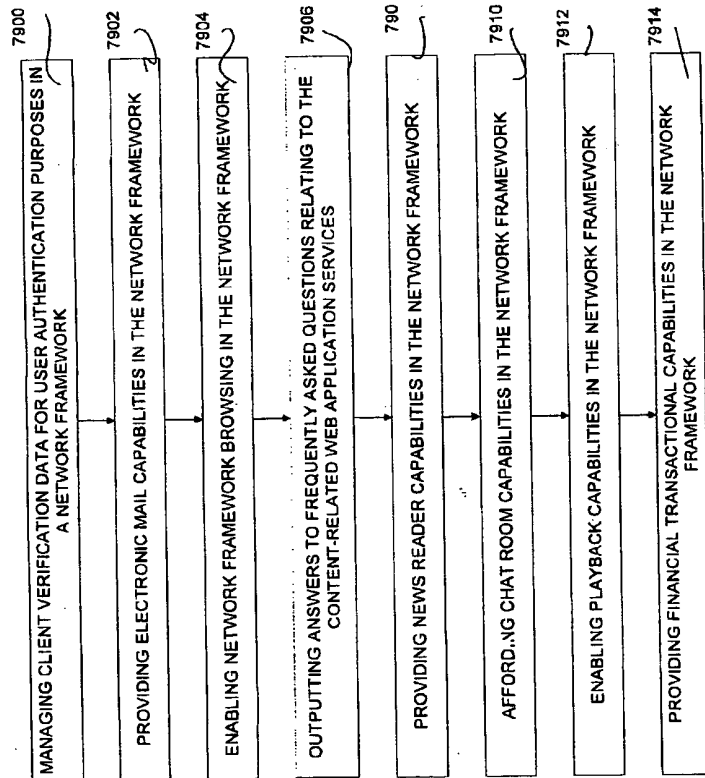 7900
MANAGING CLIENT VERIFICATION DATA FOR USER AUTHENTICATION PURPOSES IN
A NETWORK FRAMEWORK
7902
PROVIDING ELECTRONIC MAIL CAPABILITIES IN THE NETWORK FRAMEWORK
7904
ENABLING NETWORK FRAMEWORK BROWSING IN THE NETWORK FRAMEWORK
7906
OUTPUTTING ANSWERS TO FREQUENTLY ASKED QUESTIONS RELATING TO THE
CONTENT-RELATED WEB APPLICATION SERVICES
790
PROVIDING NEWS READER CAPABILITIES IN THE NETWORK FRAMEWORK
7910
AFFORD.NG CHAT ROOM CAPABILITIES IN THE NETWORK FRAMEWORK
7912
ENABLING PLAYBACK CAPABILITIES IN THE NETWORK FRAMEWORK
7914
PROVIDING FINANCIAL TRANSACTIONAL CAPABILITIES IN THE NETWORK
FRAMEWORK